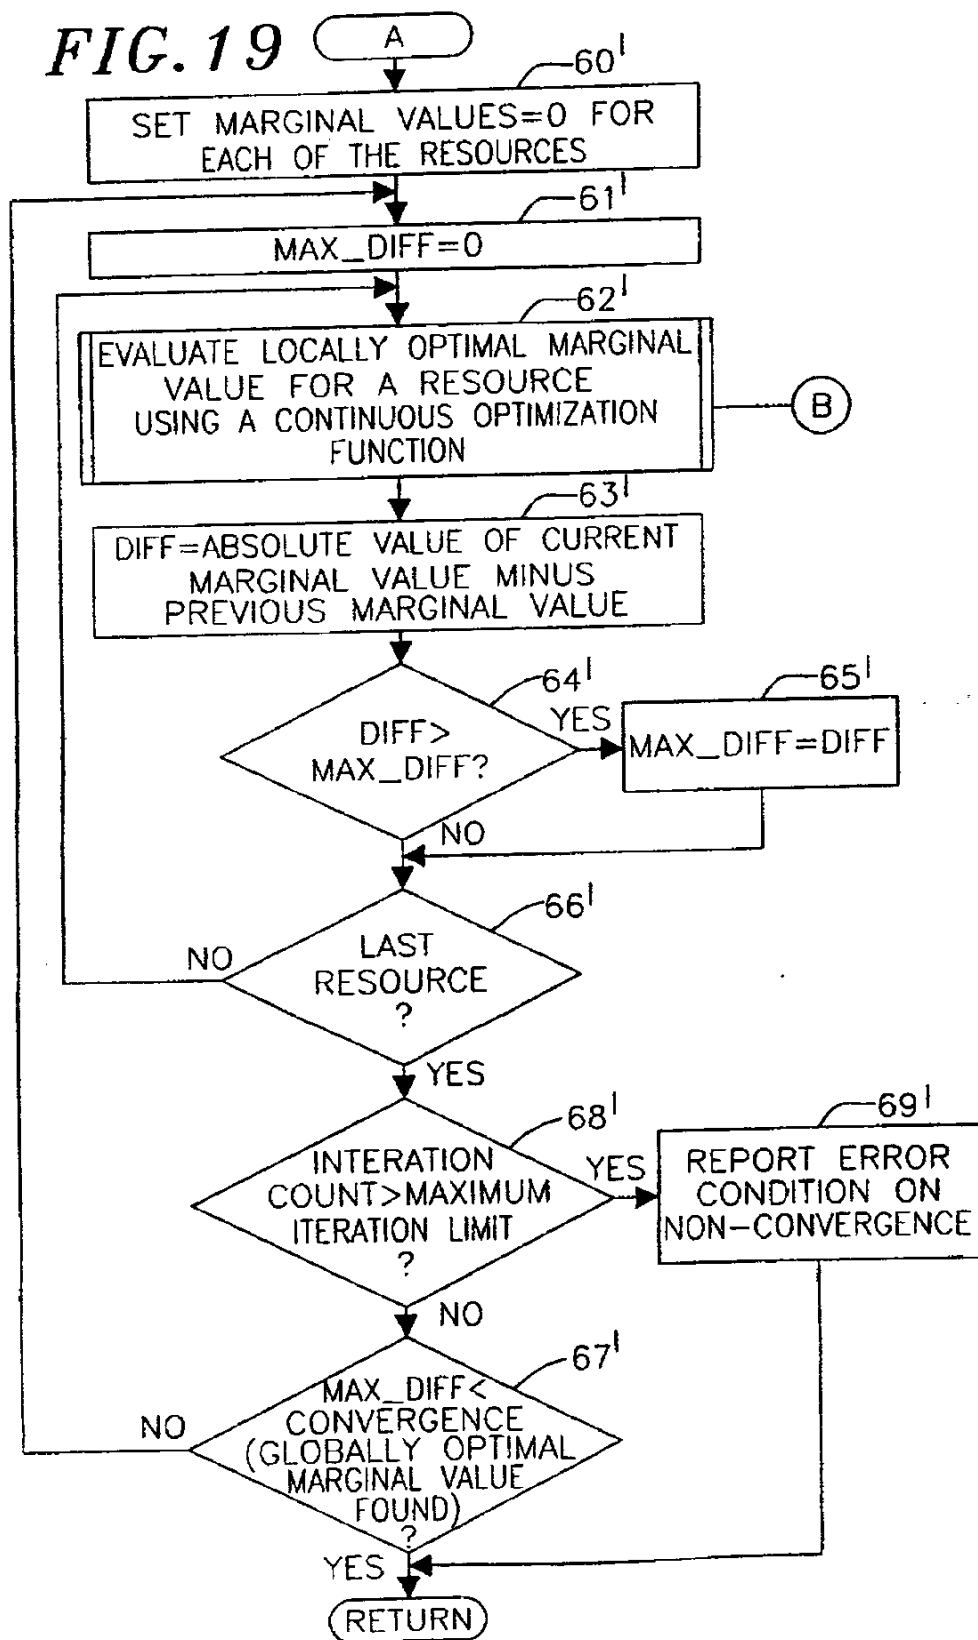 FIG. 19
A
60'
SET MARGINAL VALUES=0 FOR
EACH OF THE RESOURCES
61'
MAX_DIFF=0
62'
EVALUATE LOCALLY OPTIMAL MARGINAL
VALUE FOR A RESOURCE
USING A CONTINUOUS OPTIMIZATION
FUNCTION
B
63'
DIFF=ABSOLUTE VALUE OF CURRENT
MARGINAL VALUE MINUS
PREVIOUS MARGINAL VALUE
64'
DIFF>
MAX_DIFF?
YES
65'
MAX_DIFF=DIFF
NO
66'
LAST
RESOURCE
?
NO
YES
68'
INTERATION
COUNT>MAXIMUM
ITERATION LIMIT
?
YES
69'
REPORT ERROR
CONDITION ON
NON-CONVERGENCE
NO
67'
MAX_DIFF<
CONVERGENCE
(GLOBALLY OPTIMAL
MARGINAL VALUE
FOUND)
?
NO
YES
RETURN